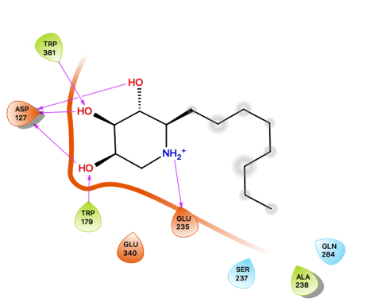 TRP
381
HO
ASP
127
HO
NH2+
HO
TRP
179
GLU
235
GLU
340
GLN
284
SER
237
ALA
238